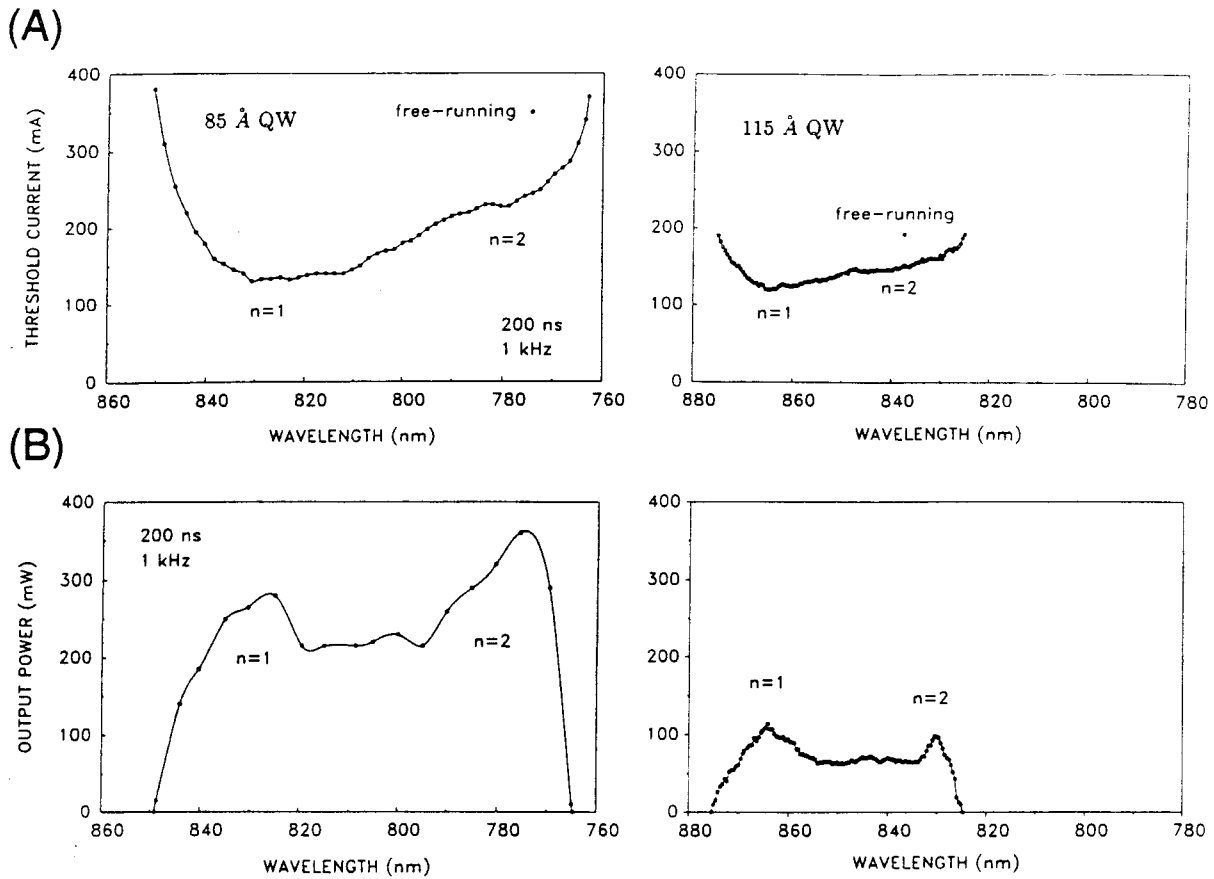 (A)
THRESHOLD CURRENT (mA)
400
300
200
100
0
85 Å QW
free-running
n=1
n=2
200 ns
1 kHz
860
840
820
800
780
760
WAVELENGTH (nm)
400
300
200
100
0
115 Å QW
free-running
n=1
n=2
880
860
840
820
800
780
WAVELENGTH (nm)
(B)
OUTPUT POWER (mW)
400
300
200
100
0
200 ns
1 kHz
n=1
n=2
860
840
820
800
780
760
WAVELENGTH (nm)
400
300
200
100
0
n=1
n=2
880
860
840
820
800
780
WAVELENGTH (nm)